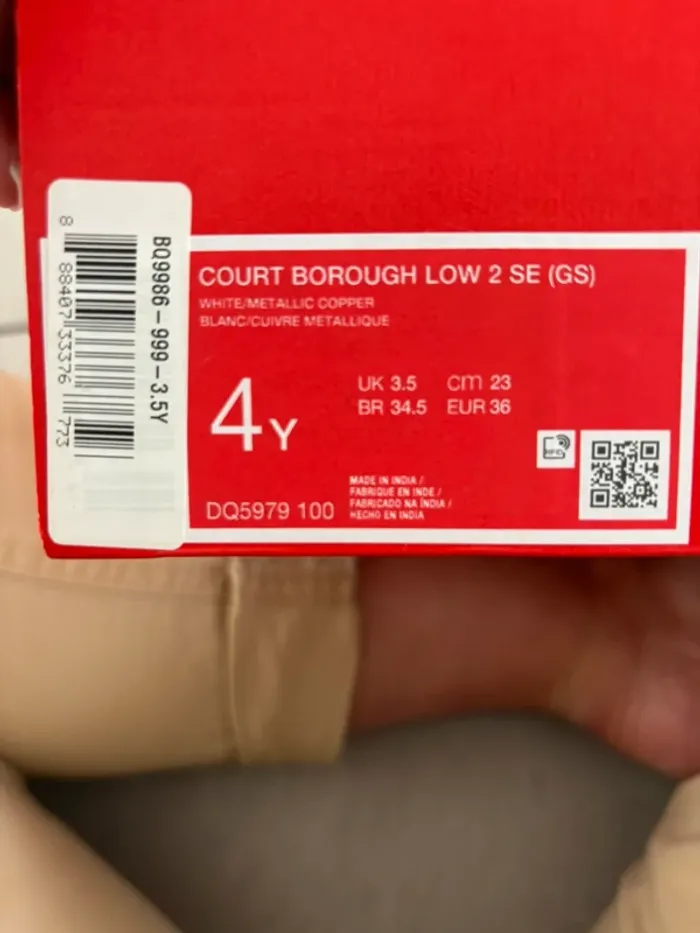 8 88407 33376 773
BQ9986-999-3.5Y
COURT BOROUGH LOW 2 SE (GS)
WHITE/METALLIC COPPER
BLANC/CUIVRE METALLIQUE
4Y
UK 3.5 cm 23
BR 34.5 EUR 36
RFID
MADE IN INDIA /
FABRIQUE EN INDE /
FABRICADO NA ÍNDIA /
HECHO EN INDIA
DQ5979 100